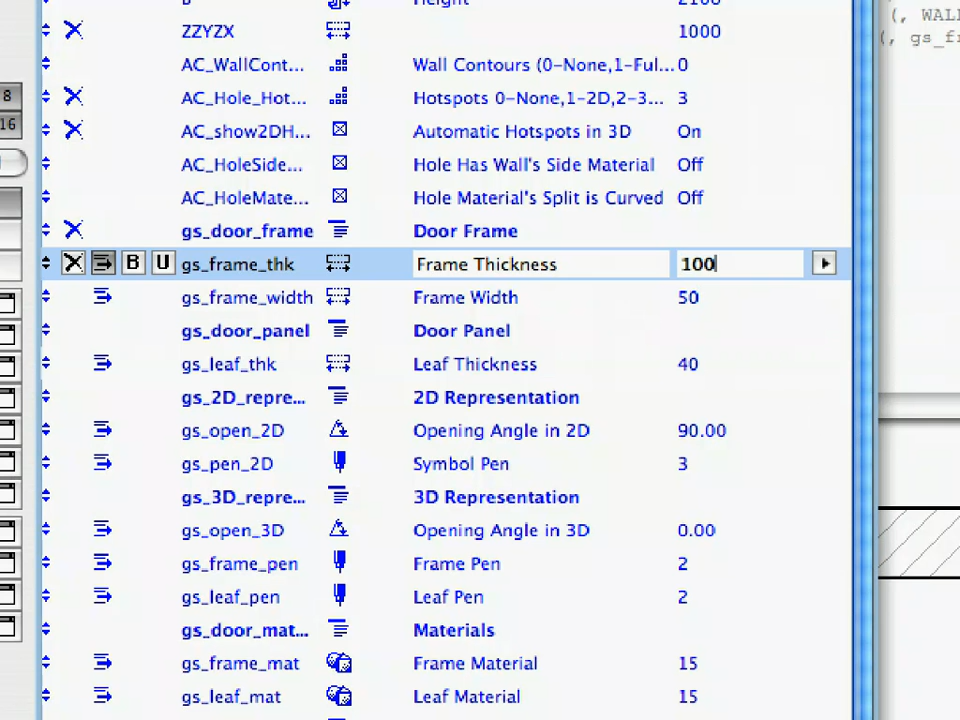 Height 2100
ZZYZX 1000
AC_WallCont... Wall Contours (0-None,1-Ful... 0
AC_Hole_Hot... Hotspots 0-None,1-2D,2-3... 3
AC_show2DH... Automatic Hotspots in 3D On
AC_HoleSide... Hole Has Wall's Side Material Off
AC_HoleMate... Hole Material's Split is Curved Off
gs_door_frame Door Frame
B U gs_frame_thk Frame Thickness 100
gs_frame_width Frame Width 50
gs_door_panel Door Panel
gs_leaf_thk Leaf Thickness 40
gs_2D_repre... 2D Representation
gs_open_2D Opening Angle in 2D 90.00
gs_pen_2D Symbol Pen 3
gs_3D_repre... 3D Representation
gs_open_3D Opening Angle in 3D 0.00
gs_frame_pen Frame Pen 2
gs_leaf_pen Leaf Pen 2
gs_door_mat... Materials
gs_frame_mat Frame Material 15
gs_leaf_mat Leaf Material 15
8
16
(, WALL
(, gs_fr